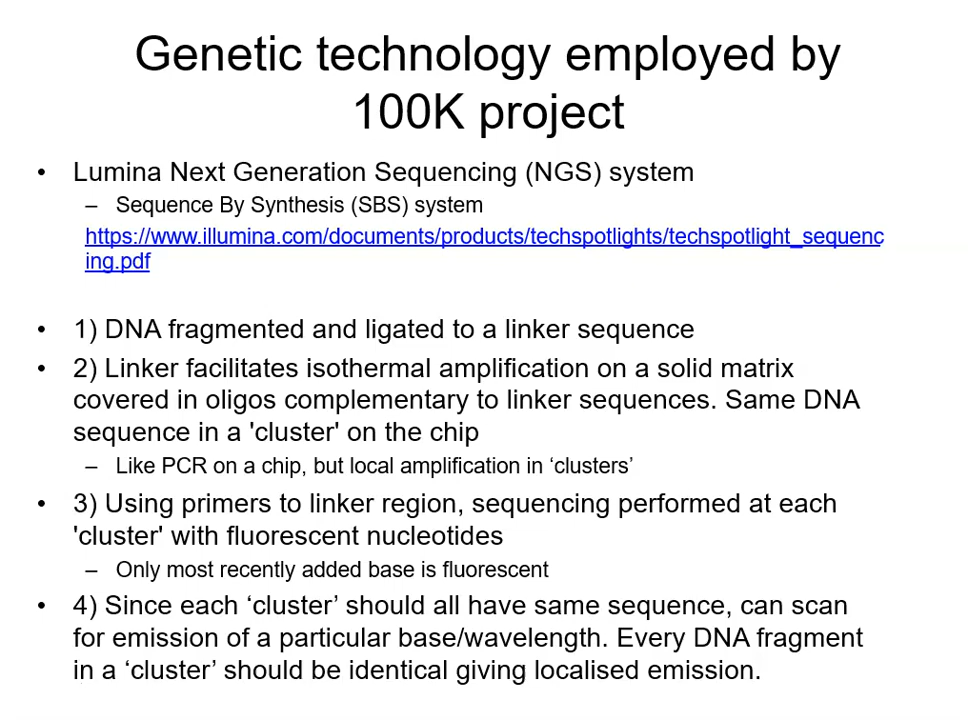 Genetic technology employed by
100K project
• Lumina Next Generation Sequencing (NGS) system
– Sequence By Synthesis (SBS) system
https://www.illumina.com/documents/products/techspotlights/techspotlight_sequenc
ing.pdf
• 1) DNA fragmented and ligated to a linker sequence
• 2) Linker facilitates isothermal amplification on a solid matrix
covered in oligos complementary to linker sequences. Same DNA
sequence in a 'cluster' on the chip
– Like PCR on a chip, but local amplification in ‘clusters’
• 3) Using primers to linker region, sequencing performed at each
'cluster' with fluorescent nucleotides
– Only most recently added base is fluorescent
• 4) Since each ‘cluster’ should all have same sequence, can scan
for emission of a particular base/wavelength. Every DNA fragment
in a ‘cluster’ should be identical giving localised emission.